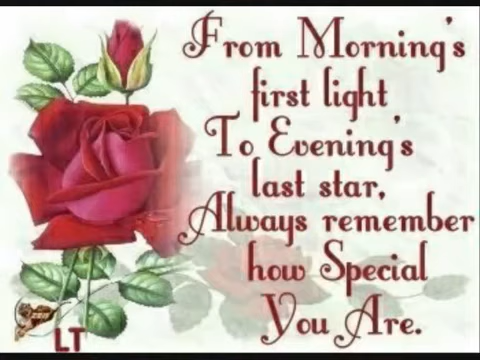 From Morning's
first light
To Evening's
last star,
Always remember
how Special
You Are.
LT